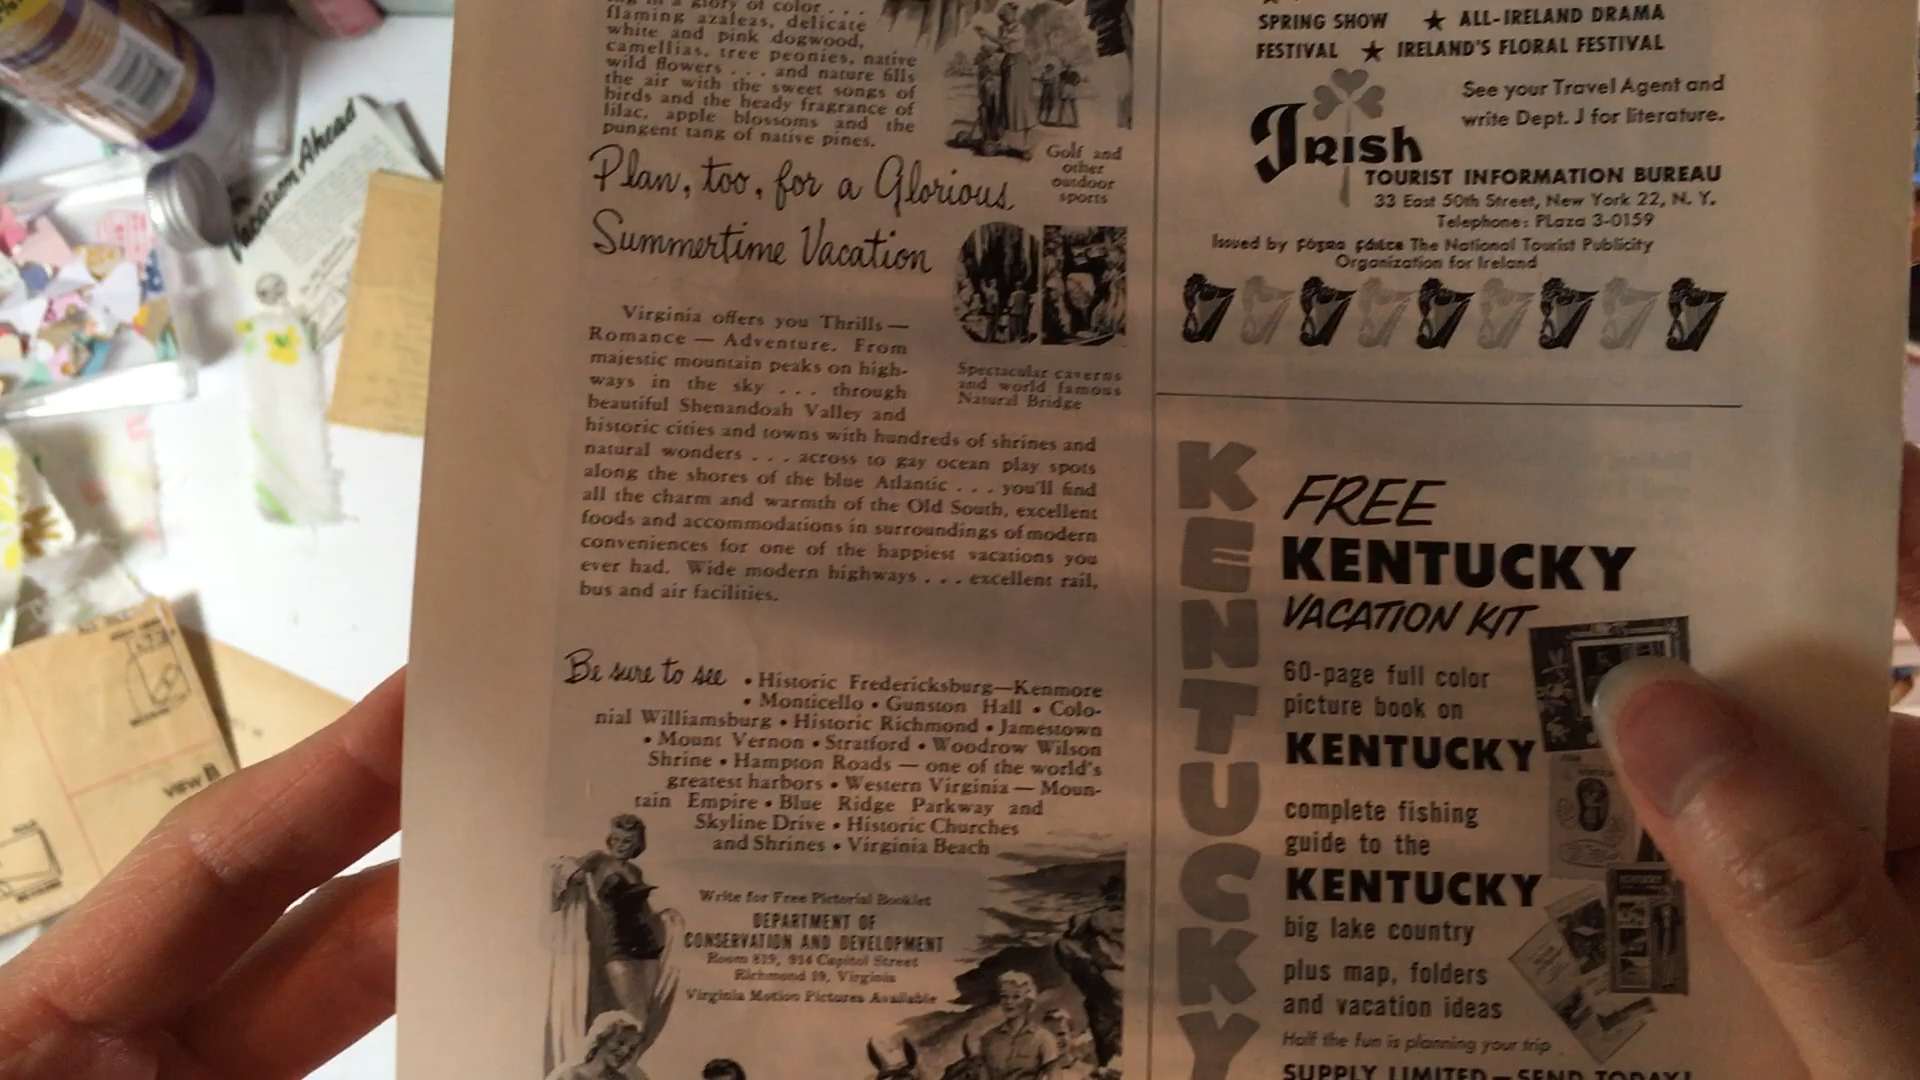 Vacation Ahead
VIEW B
flaming azaleas, delicate
white and pink dogwood,
camellias, tree peonies, native
wild flowers . . . and nature fills
the air with the sweet songs of
birds and the heady fragrance of
lilac, apple blossoms and the
pungent tang of native pines.
Golf and
other
outdoor
sports
Plan, too, for a Glorious
Summertime Vacation
Virginia offers you Thrills —
Romance — Adventure. From
majestic mountain peaks on high-
ways in the sky . . . through
beautiful Shenandoah Valley and
historic cities and towns with hundreds of shrines and
natural wonders . . . across to gay ocean play spots
along the shores of the blue Atlantic . . . you'll find
all the charm and warmth of the Old South, excellent
foods and accommodations in surroundings of modern
conveniences for one of the happiest vacations you
ever had. Wide modern highways . . . excellent rail,
bus and air facilities.
Spectacular caverns
and world famous
Natural Bridge
Be sure to see • Historic Fredericksburg—Kenmore
• Monticello • Gunston Hall • Colo-
nial Williamsburg • Historic Richmond • Jamestown
• Mount Vernon • Stratford • Woodrow Wilson
Shrine • Hampton Roads — one of the world's
greatest harbors • Western Virginia — Moun-
tain Empire • Blue Ridge Parkway and
Skyline Drive • Historic Churches
and Shrines • Virginia Beach
Write for Free Pictorial Booklet
DEPARTMENT OF
CONSERVATION AND DEVELOPMENT
Room 819, 914 Capitol Street
Richmond 19, Virginia
Virginia Motion Pictures Available
SPRING SHOW ★ ALL-IRELAND DRAMA
FESTIVAL ★ IRELAND'S FLORAL FESTIVAL
See your Travel Agent and
write Dept. J for literature.
IRISH
TOURIST INFORMATION BUREAU
33 East 50th Street, New York 22, N. Y.
Telephone: PLaza 3-0159
Issued by Fógra Fáilte The National Tourist Publicity
Organization for Ireland
KENTUCKY
FREE
KENTUCKY
VACATION KIT
60-page full color
picture book on
KENTUCKY
complete fishing
guide to the
KENTUCKY
big lake country
plus map, folders
and vacation ideas
Half the fun is planning your trip
SUPPLY LIMITED—SEND TODAY!